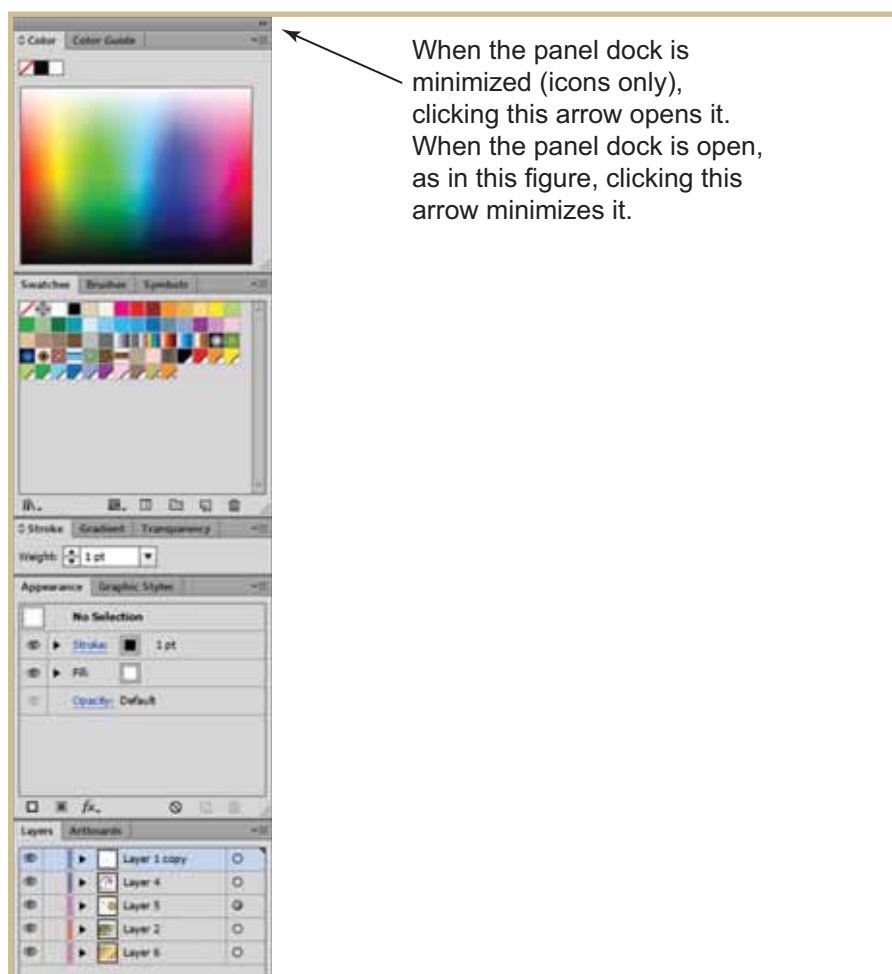 Color Color Guide
When the panel dock is
minimized (icons only),
clicking this arrow opens it.
When the panel dock is open,
as in this figure, clicking this
arrow minimizes it.
Swatches Brushes Symbols
Stroke Gradient Transparency
Weight: 1 pt
Appearance Graphic Styles
No Selection
Stroke: 1 pt
Fill:
Opacity: Default
fx.
Layers Artboards
Layer 1 copy
Layer 4
Layer 5
Layer 2
Layer 6